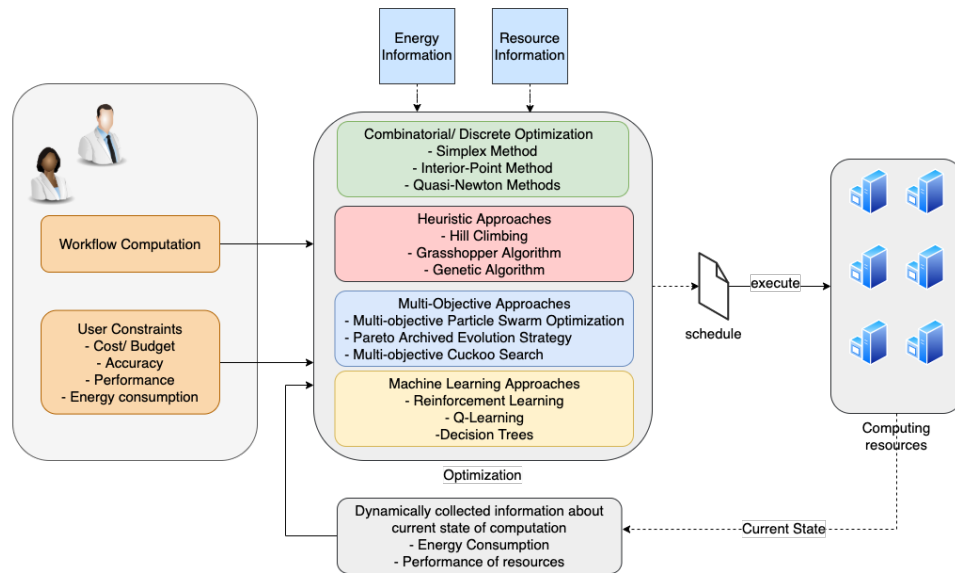 Energy
Information
Resource
Information
Combinatorial/ Discrete Optimization
- Simplex Method
- Interior-Point Method
- Quasi-Newton Methods
Workflow Computation
Heuristic Approaches
- Hill Climbing
- Grasshopper Algorithm
- Genetic Algorithm
User Constraints
- Cost/ Budget
- Accuracy
- Performance
- Energy consumption
Multi-Objective Approaches
- Multi-objective Particle Swarm Optimization
- Pareto Archived Evolution Strategy
- Multi-objective Cuckoo Search
Machine Learning Approaches
- Reinforcement Learning
- Q-Learning
-Decision Trees
Optimization
schedule
execute
Computing
resources
Current State
Dynamically collected information about
current state of computation
- Energy Consumption
- Performance of resources